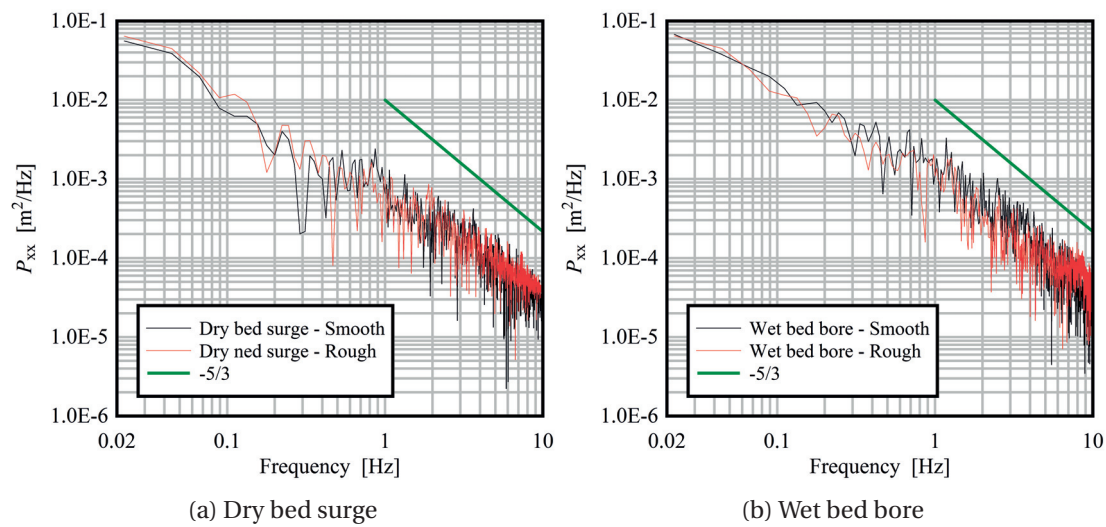 1.0E-1
1.0E-2
1.0E-3
1.0E-4
1.0E-5
1.0E-6
Pxx [m²/Hz]
Dry bed surge - Smooth
Dry ned surge - Rough
-5/3
0.02 0.1 1 10
Frequency [Hz]
(a) Dry bed surge
1.0E-1
1.0E-2
1.0E-3
1.0E-4
1.0E-5
1.0E-6
Pxx [m²/Hz]
Wet bed bore - Smooth
Wet bed bore - Rough
-5/3
0.02 0.1 1 10
Frequency [Hz]
(b) Wet bed bore